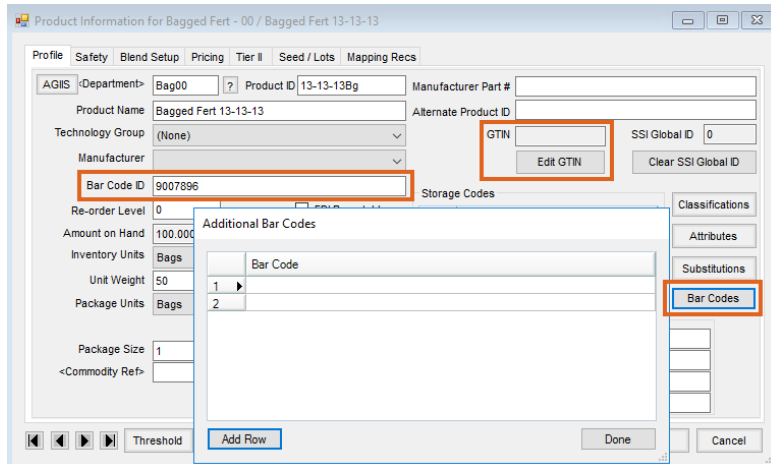 Product Information for Bagged Fert - 00 / Bagged Fert 13-13-13
Profile Safety Blend Setup Pricing Tier II Seed / Lots Mapping Recs
AGIIS <Department> Bag00 ? Product ID 13-13-13Bg Manufacturer Part #
Product Name Bagged Fert 13-13-13 Alternate Product ID
Technology Group (None) GTIN SSI Global ID 0
Manufacturer Edit GTIN Clear SSI Global ID
Bar Code ID 9007896
Storage Codes
Re-order Level 0 Classifications
Amount on Hand 100.000 Attributes
Inventory Units Bags Substitutions
Unit Weight 50
Package Units Bags Bar Codes
Package Size 1
<Commodity Ref>
Additional Bar Codes
Bar Code
1
2
Add Row Done
Threshold Cancel